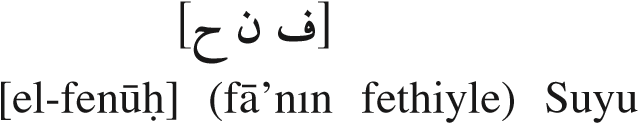 [ف ن ح]
[el-fenūḥ] (fā’nın fethiyle) Suyu